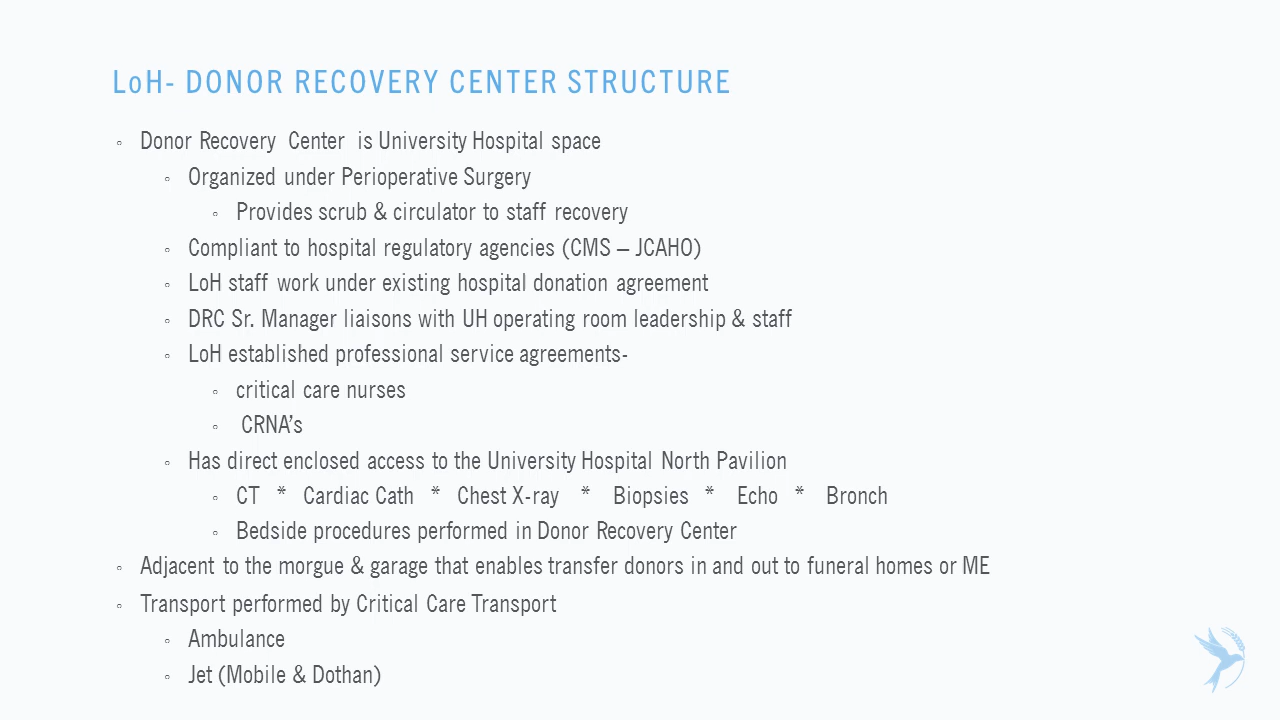 LoH- DONOR RECOVERY CENTER STRUCTURE
Donor Recovery Center is University Hospital space
Organized under Perioperative Surgery
Provides scrub & circulator to staff recovery
Compliant to hospital regulatory agencies (CMS – JCAHO)
LoH staff work under existing hospital donation agreement
DRC Sr. Manager liaisons with UH operating room leadership & staff
LoH established professional service agreements-
critical care nurses
CRNA’s
Has direct enclosed access to the University Hospital North Pavilion
CT * Cardiac Cath * Chest X-ray * Biopsies * Echo * Bronch
Bedside procedures performed in Donor Recovery Center
Adjacent to the morgue & garage that enables transfer donors in and out to funeral homes or ME
Transport performed by Critical Care Transport
Ambulance
Jet (Mobile & Dothan)